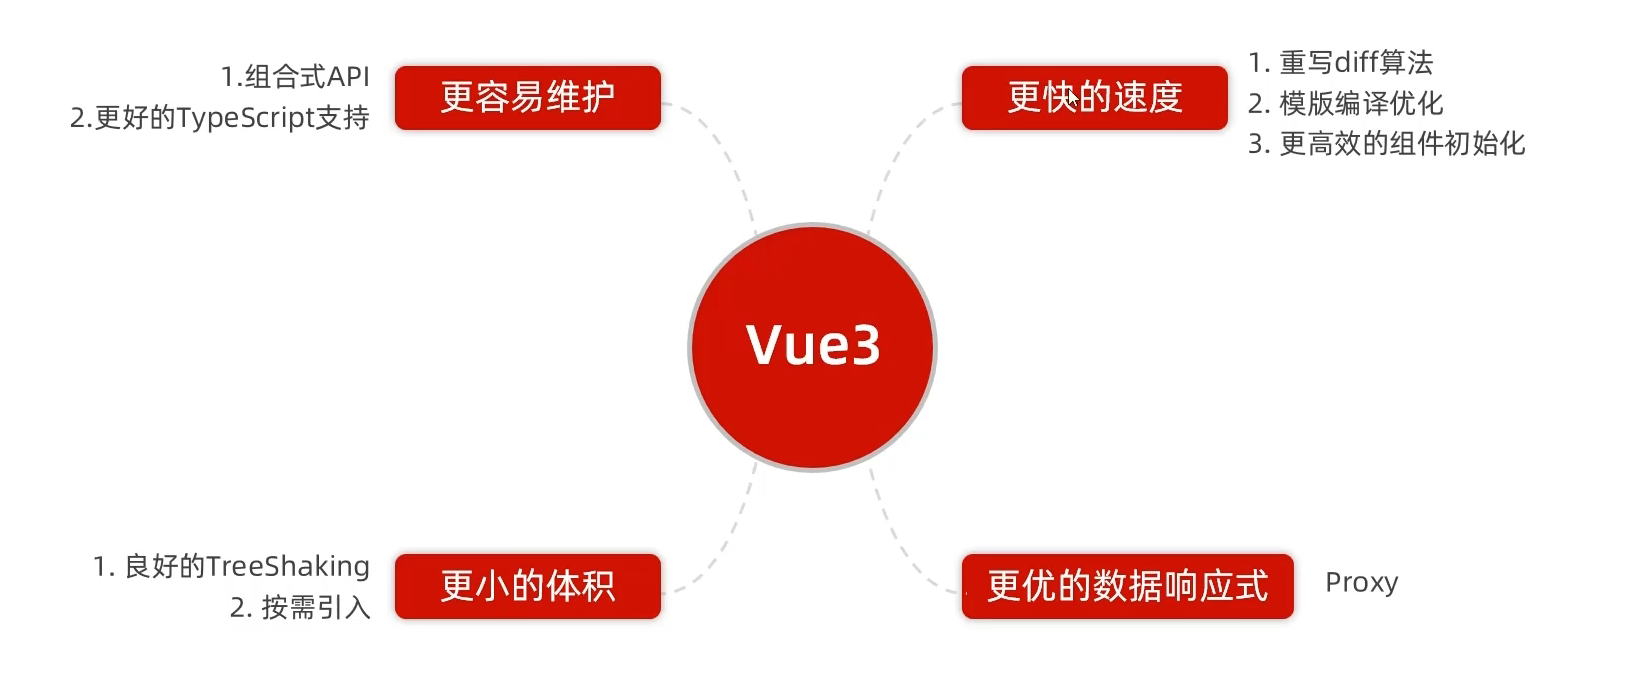 1.组合式API
2.更好的TypeScript支持
更容易维护
更快的速度
1. 重写diff算法
2. 模版编译优化
3. 更高效的组件初始化
Vue3
1. 良好的TreeShaking
2. 按需引入
更小的体积
更优的数据响应式
Proxy